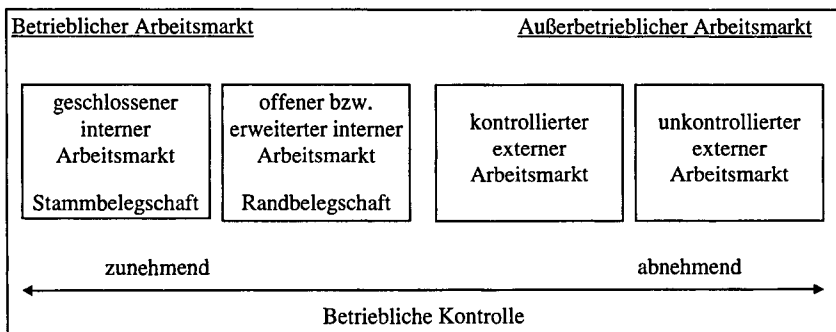 Betrieblicher Arbeitsmarkt
Außerbetrieblicher Arbeitsmarkt
geschlossener
interner
Arbeitsmarkt
Stammbelegschaft
offener bzw.
erweiterter interner
Arbeitsmarkt
Randbelegschaft
kontrollierter
externer
Arbeitsmarkt
unkontrollierter
externer
Arbeitsmarkt
zunehmend
abnehmend
Betriebliche Kontrolle